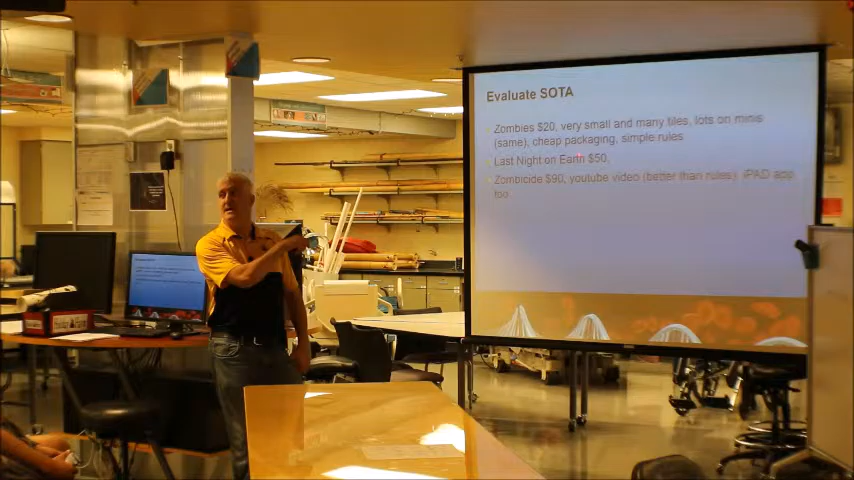 Evaluate SOTA
Zombies $20, very small and many tiles, lots on minis
(same), cheap packaging, simple rules
Last Night on Earth $50,
Zombicide $90, youtube video (better than rules) iPAD app
too